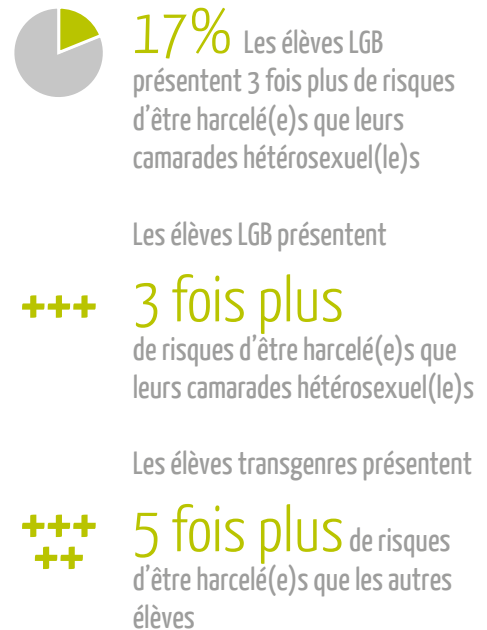 17% Les élèves LGB
présentent 3 fois plus de risques
d'être harcelé(e)s que leurs
camarades hétérosexuel(le)s
Les élèves LGB présentent
+++ 3 fois plus
de risques d'être harcelé(e)s que
leurs camarades hétérosexuel(le)s
Les élèves transgenres présentent
+++
++ 5 fois plus de risques
d'être harcelé(e)s que les autres
élèves